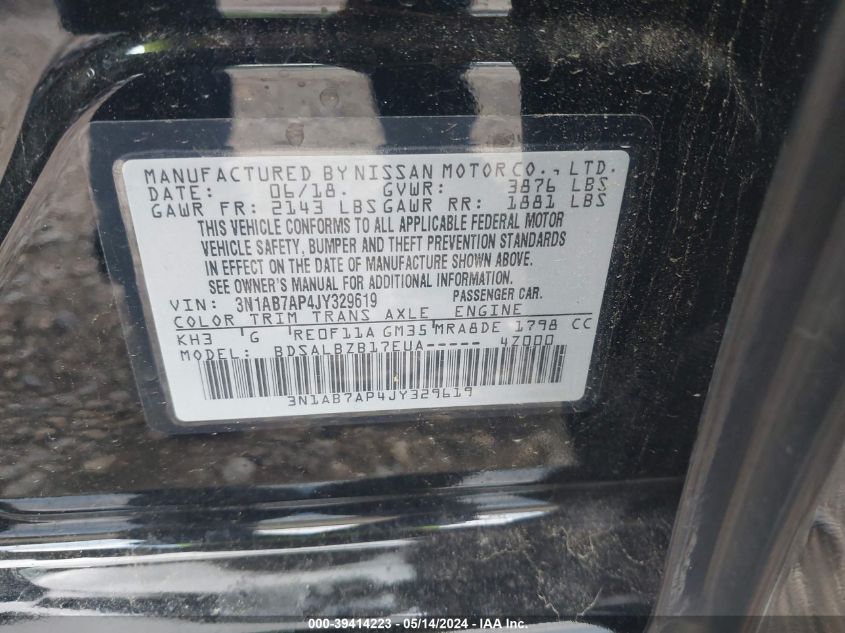 MANUFACTURED BY NISSAN MOTOR CO., LTD.
DATE: 06/18. GVWR: 3876 LBS
GAWR FR: 2143 LBS GAWR RR: 1881 LBS
THIS VEHICLE CONFORMS TO ALL APPLICABLE FEDERAL MOTOR
VEHICLE SAFETY, BUMPER AND THEFT PREVENTION STANDARDS
IN EFFECT ON THE DATE OF MANUFACTURE SHOWN ABOVE.
SEE OWNER'S MANUAL FOR ADDITIONAL INFORMATION.
VIN: 3N1AB7AP4JY329619 PASSENGER CAR.
COLOR TRIM TRANS AXLE ENGINE
KH3 G RE0F11A GM35 MRA8DE 1798 CC
MODEL: BDSALBZB17EUA----- 4Z000
3N1AB7AP4JY329619
000-39414223 - 05/14/2024 - IAA Inc.